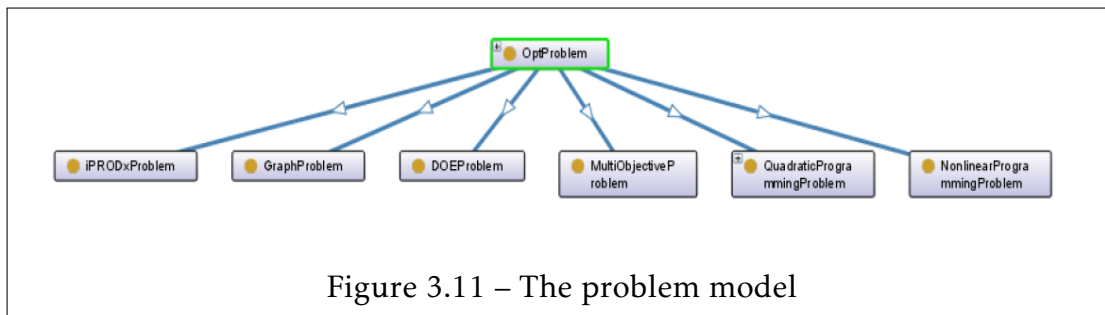 OptProblem
iPRODxProblem
GraphProblem
DOEProblem
MultiObjectiveP
roblem
QuadraticProgra
mmingProblem
NonlinearProgra
mmingProblem
Figure 3.11 – The problem model